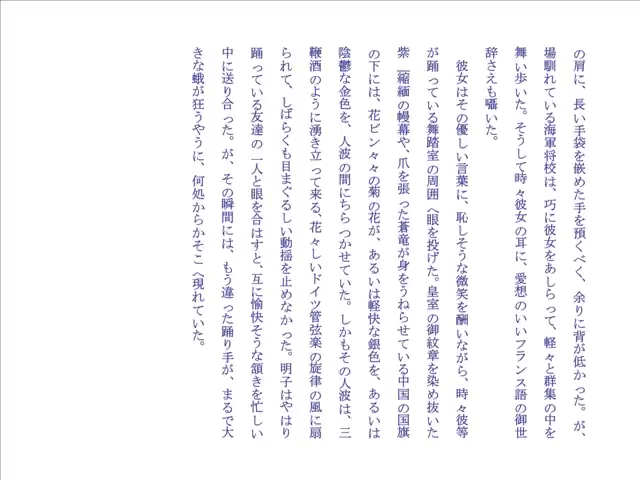 の肩に、長い手袋を嵌めた手を預くべく、余りに背が低かった。が、
場馴れている海軍将校は、巧に彼女をあしらって、軽々と群集の中を
舞い歩いた。そうして時々彼女の耳に、愛想のいいフランス語の御世
辞さえも囁いた。
彼女はその優しい言葉に、恥しそうな微笑を酬いながら、時々彼等
が踊っている舞踏室の周囲へ眼を投げた。皇室の御紋章を染め抜いた
紫縮緬の幔幕や、爪を張った蒼竜が身をうねらせている中国の国旗
の下には、花ビン々々の菊の花が、あるいは軽快な銀色を、あるいは
陰鬱な金色を、人波の間にちらつかせていた。しかもその人波は、三
鞭酒のように湧き立って来る、花々しいドイツ管弦楽の旋律の風に扇
られて、しばらくも目まぐるしい動揺を止めなかった。明子はやはり
踊っている友達の一人と眼を合はすと、互に愉快そうな頷きを忙しい
中に送り合った。が、その瞬間には、もう違った踊り手が、まるで大
きな蛾が狂うやうに、何処からかそこへ現れていた。